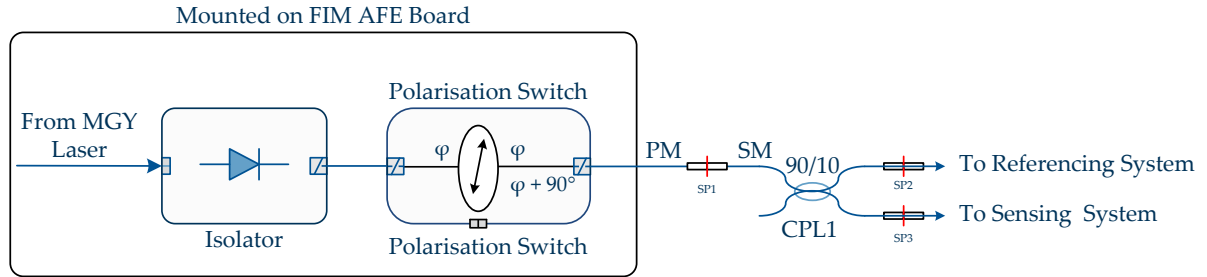 Mounted on FIM AFE Board
Polarisation Switch
From MGY
Laser
φ
φ
φ + 90°
PM
SM
90/10
SP1
SP2
To Referencing System
CPL1
SP3
To Sensing System
Isolator
Polarisation Switch